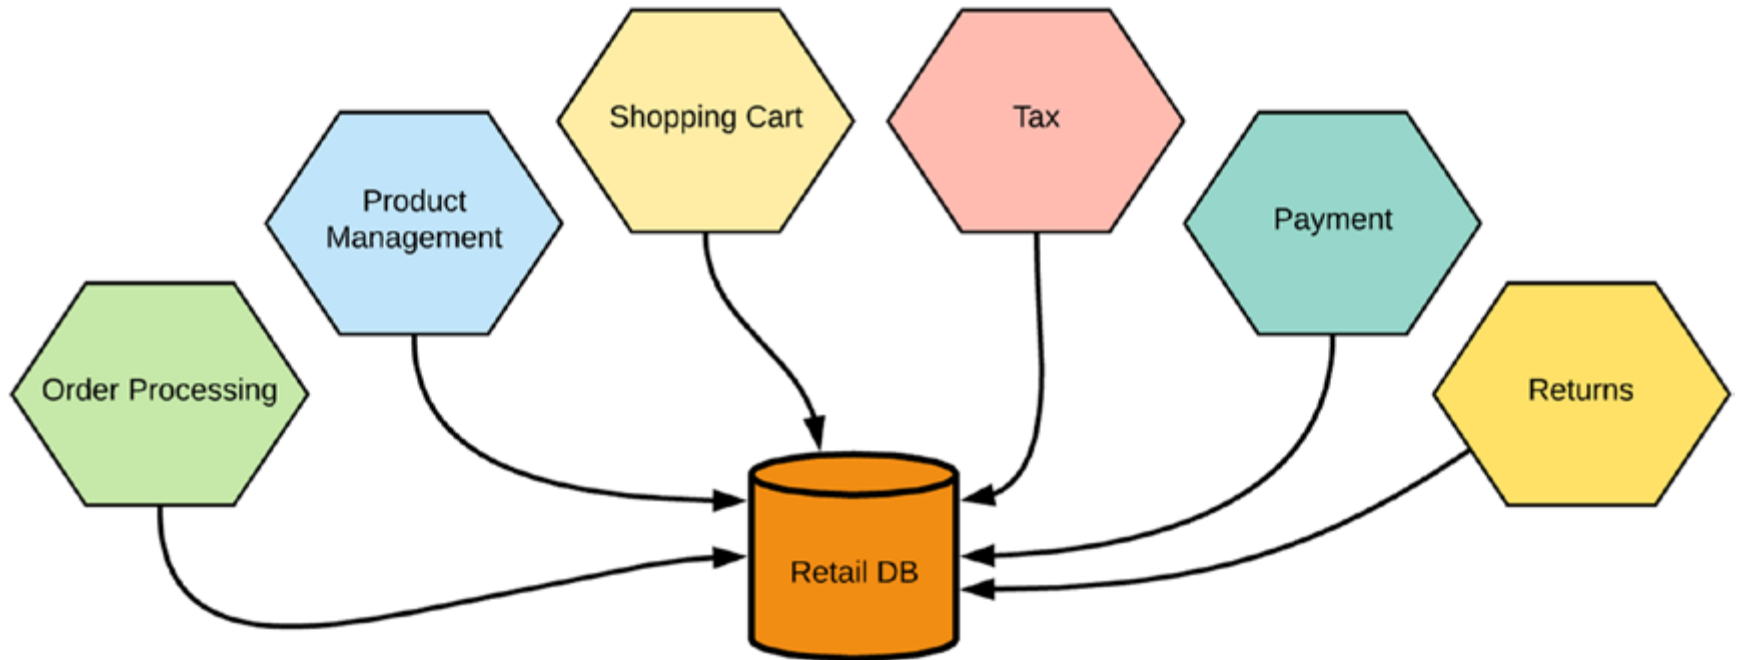 Shopping Cart
Tax
Product
Management
Payment
Order Processing
Returns
Retail DB